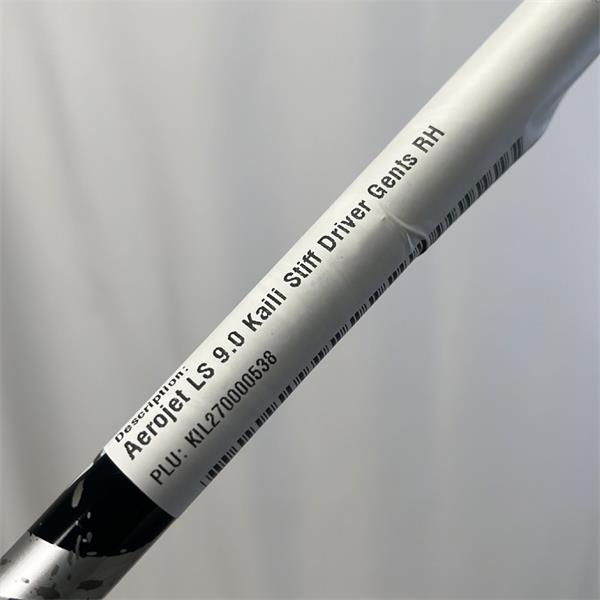 Description:
Aerojet LS 9.0 Kaili Stiff Driver Gents RH
PLU: KIL270000538